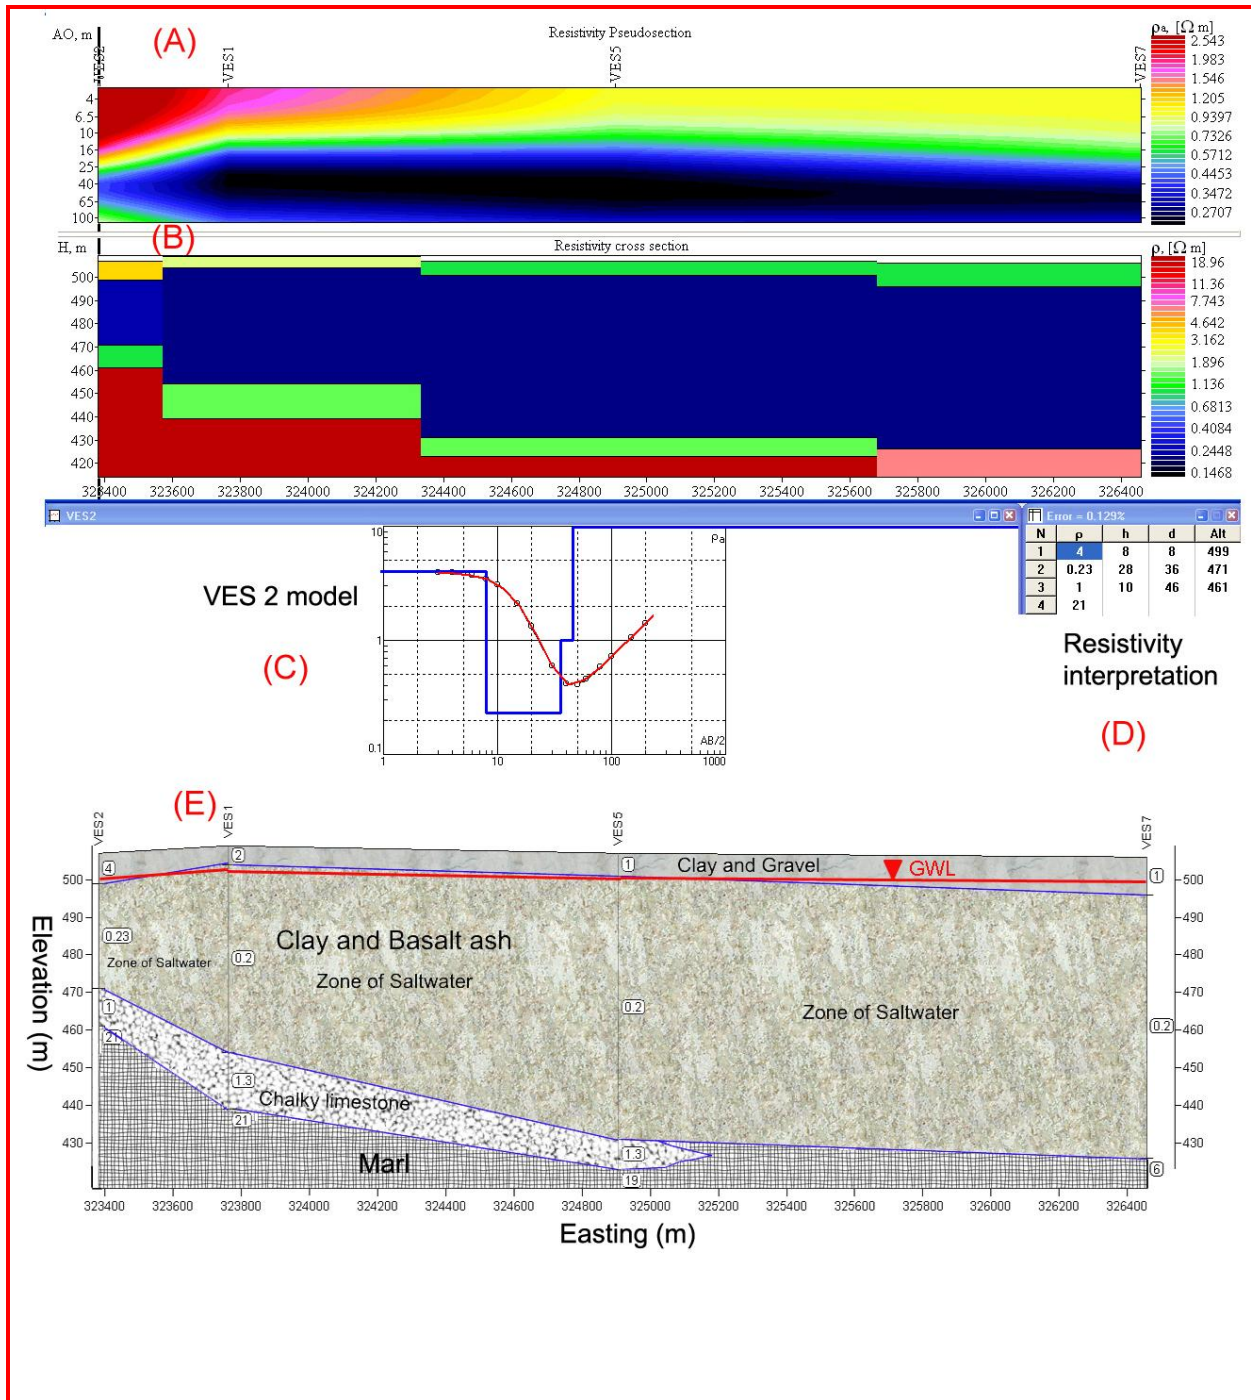 AO, m
(A)
Resistivity Pseudosection
ρa, [Ω m]
VES2
VES1
VES5
VES7
4
6.5
10
16
25
40
65
100
2.543
1.983
1.546
1.205
0.9397
0.7326
0.5712
0.4453
0.3472
0.2707
H, m
(B)
Resistivity cross section
ρ, [Ω m]
500
490
480
470
460
450
440
430
420
18.96
11.36
7.743
4.642
3.162
1.896
1.136
0.6813
0.4084
0.2448
0.1468
323400 323600 323800 324000 324200 324400 324600 324800 325000 325200 325400 325600 325800 326000 326200 326400
VES2
Error = 0.129%
N ρ h d Alt
1 4 8 8 499
2 0.23 28 36 471
3 1 10 46 461
4 21
VES 2 model
(C)
10
1
0.1
ρa
AB/2
1 10 100 1000
Resistivity
interpretation
(D)
(E)
VES2
VES1
VES5
VES7
4
2
1
Clay and Gravel
GWL
1
500
490
480
470
460
450
440
430
500
490
480
470
460
450
440
430
Elevation (m)
0.23
Zone of Saltwater
0.2
Clay and Basalt ash
Zone of Saltwater
0.2
Zone of Saltwater
0.2
1
21
1.3
Chalky limestone
21
Marl
1.3
19
6
323400 323600 323800 324000 324200 324400 324600 324800 325000 325200 325400 325600 325800 326000 326200 326400
Easting (m)